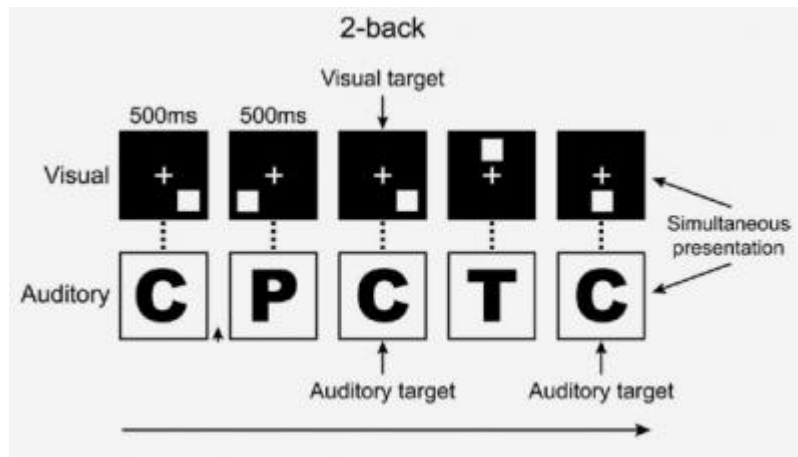 2-back
Visual target
500ms 500ms
Visual
Simultaneous
presentation
Auditory C P C T C
Auditory target Auditory target